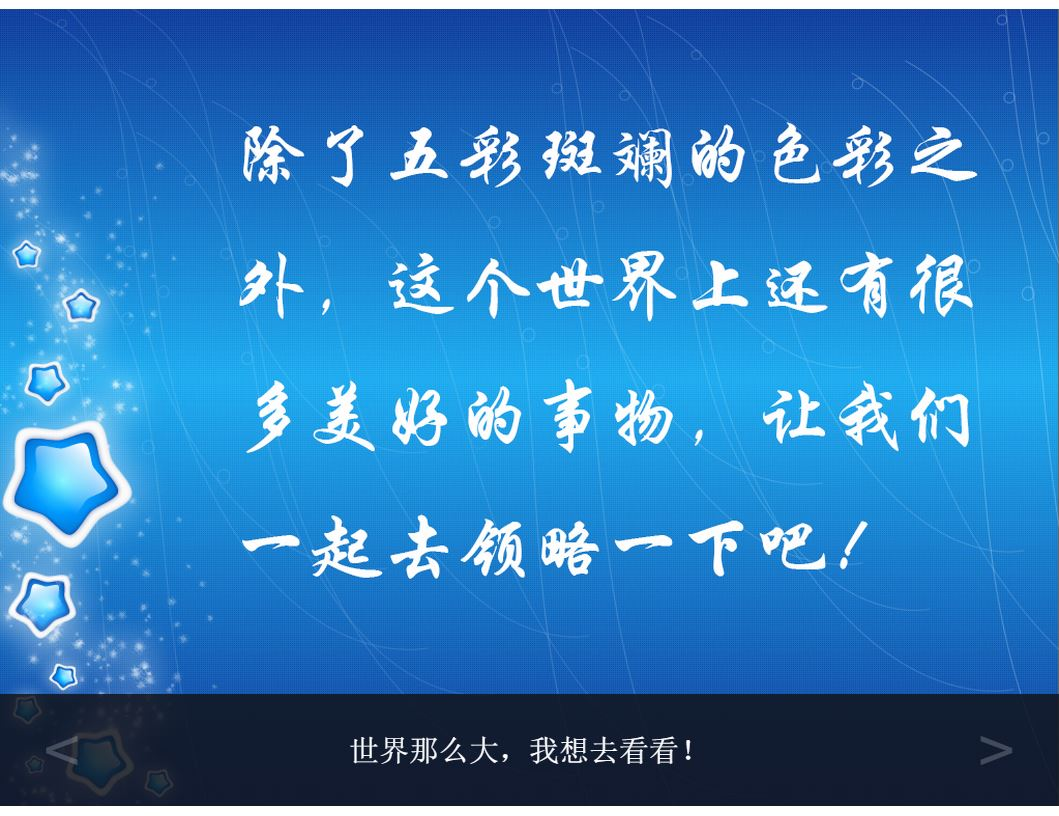 除了五彩斑斓的色彩之
外，这个世界上还有很
多美好的事物，让我们
一起去领略一下吧！
< 世界那么大，我想去看看！ >